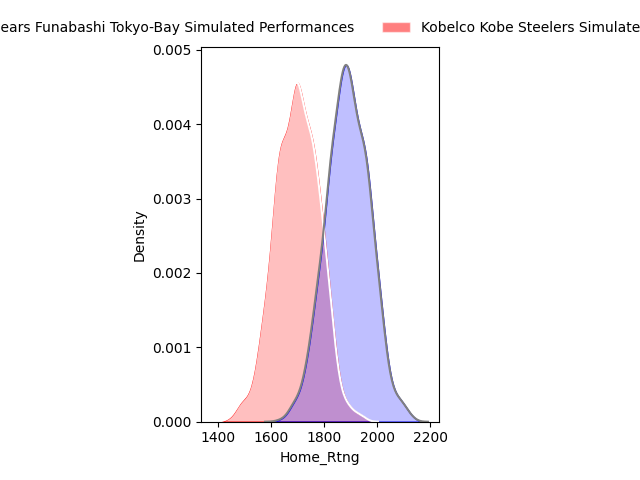 ears Funabashi Tokyo-Bay Simulated Performances Kobelco Kobe Steelers Simulate
0.005
0.004
0.003
0.002
0.001
0.000
Density
1400 1600 1800 2000 2200
Home_Rtng